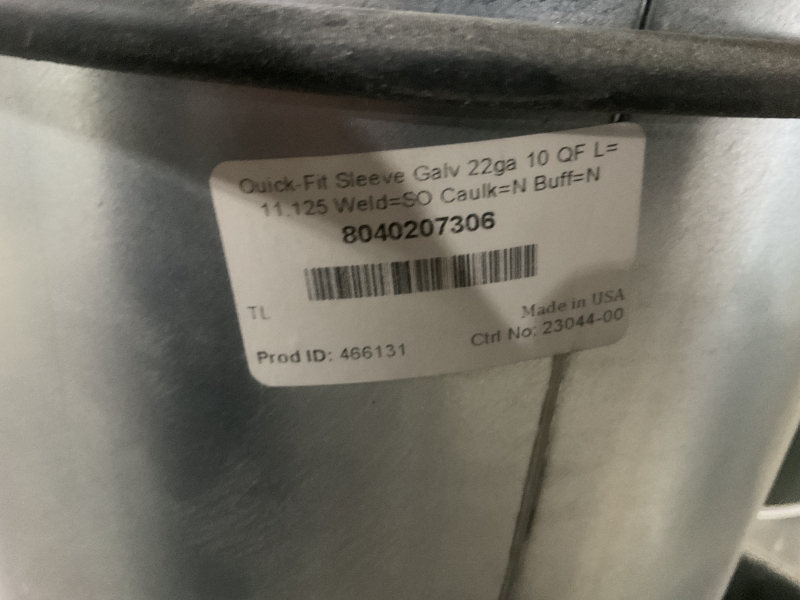 Quick-Fit Sleeve Galv 22ga 10 QF L=
11.125 Weld=SO Caulk=N Buff=N
8040207306
TL
Made in USA
Prod ID: 466131
Ctrl No: 23044-00